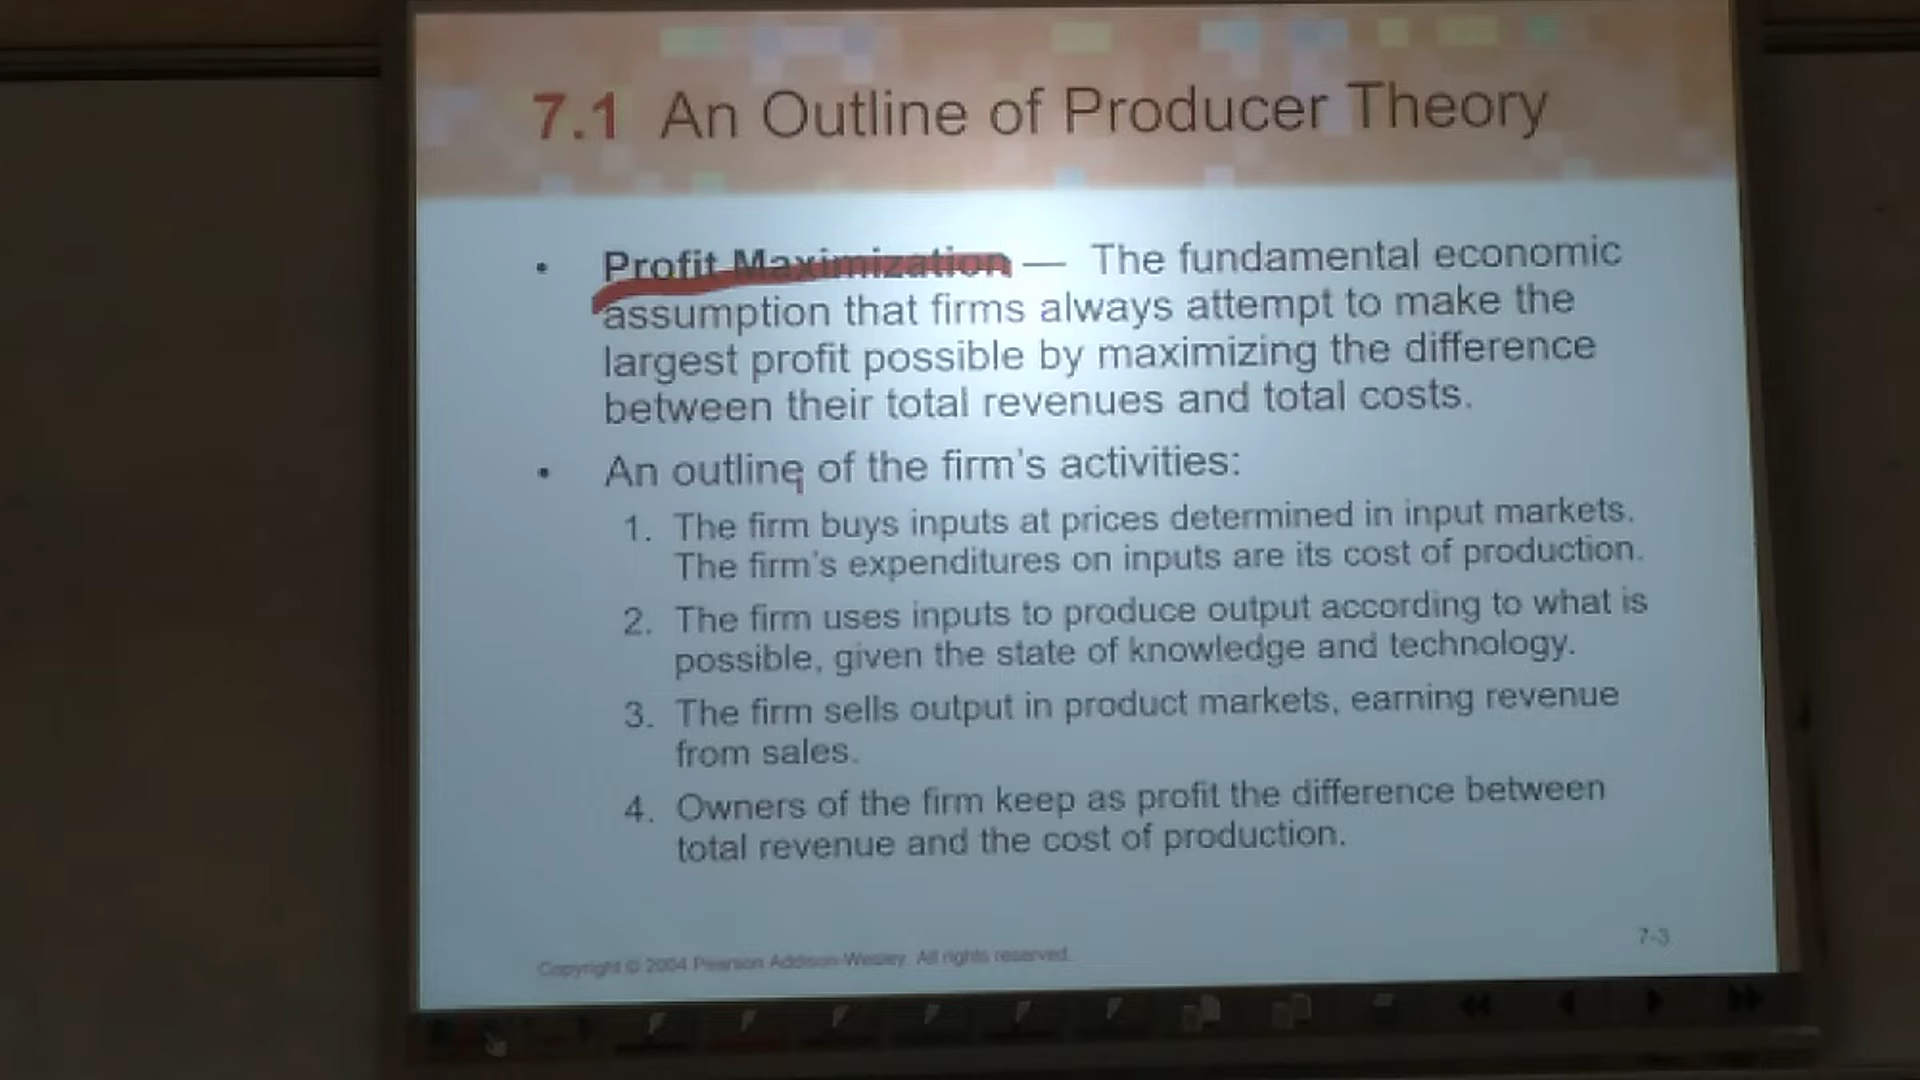 7.1 An Outline of Producer Theory
• Profit Maximization — The fundamental economic
assumption that firms always attempt to make the
largest profit possible by maximizing the difference
between their total revenues and total costs.
• An outline of the firm's activities:
1. The firm buys inputs at prices determined in input markets.
The firm's expenditures on inputs are its cost of production.
2. The firm uses inputs to produce output according to what is
possible, given the state of knowledge and technology.
3. The firm sells output in product markets, earning revenue
from sales.
4. Owners of the firm keep as profit the difference between
total revenue and the cost of production.
7-3
Copyright © 2004 Pearson Addison-Wesley. All rights reserved.